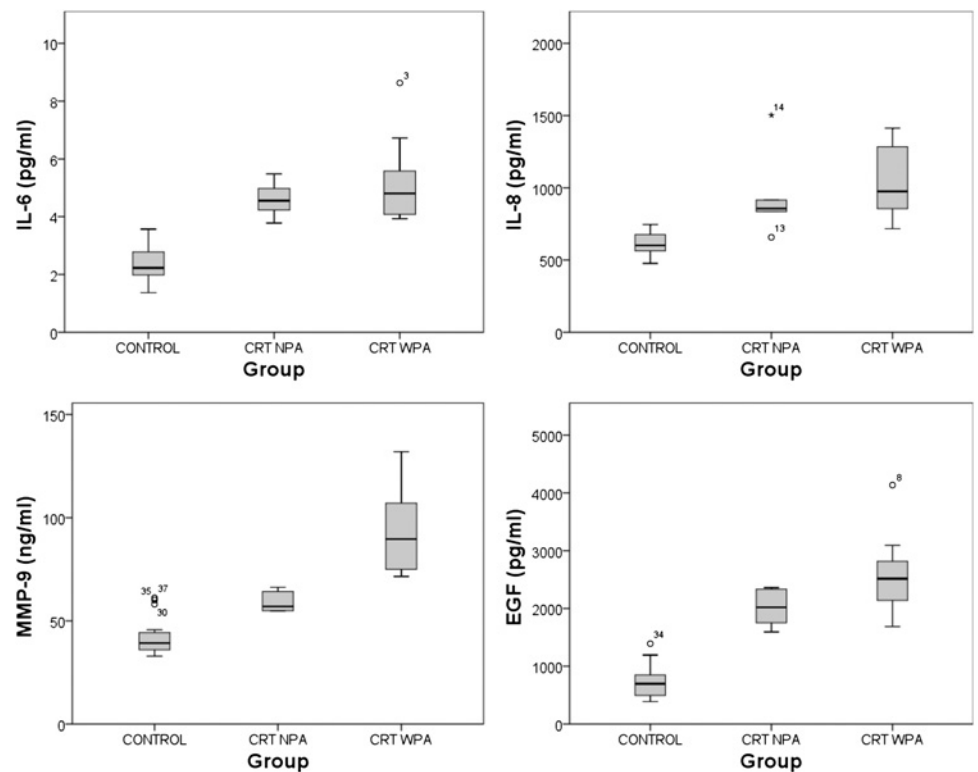 IL-6 (pg/ml)
10
8
6
4
2
0
3
CONTROL CRT NPA CRT WPA
Group
IL-8 (pg/ml)
2000
1500
1000
500
0
14
13
CONTROL CRT NPA CRT WPA
Group
MMP-9 (ng/ml)
150
100
50
0
35 37
30
CONTROL CRT NPA CRT WPA
Group
EGF (pg/ml)
5000
4000
3000
2000
1000
0
34
8
CONTROL CRT NPA CRT WPA
Group